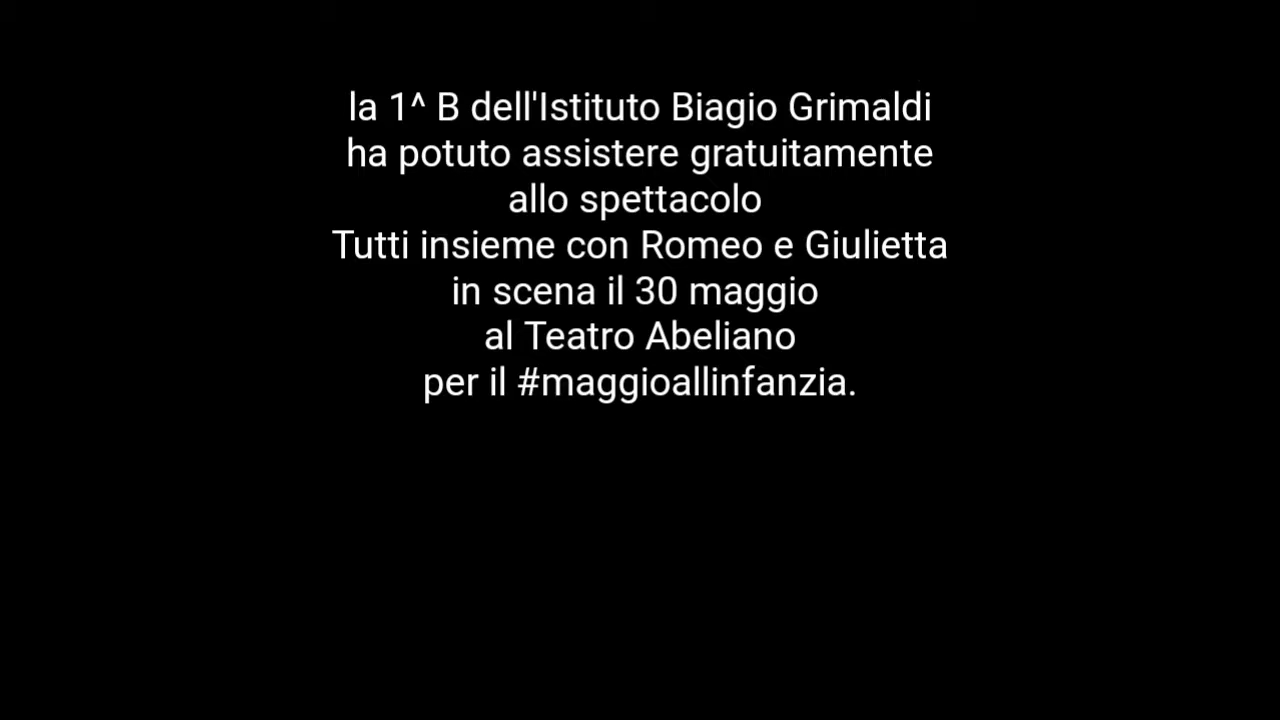 la 1^ B dell'Istituto Biagio Grimaldi
ha potuto assistere gratuitamente
allo spettacolo
Tutti insieme con Romeo e Giulietta
in scena il 30 maggio
al Teatro Abeliano
per il #maggioallinfanzia.